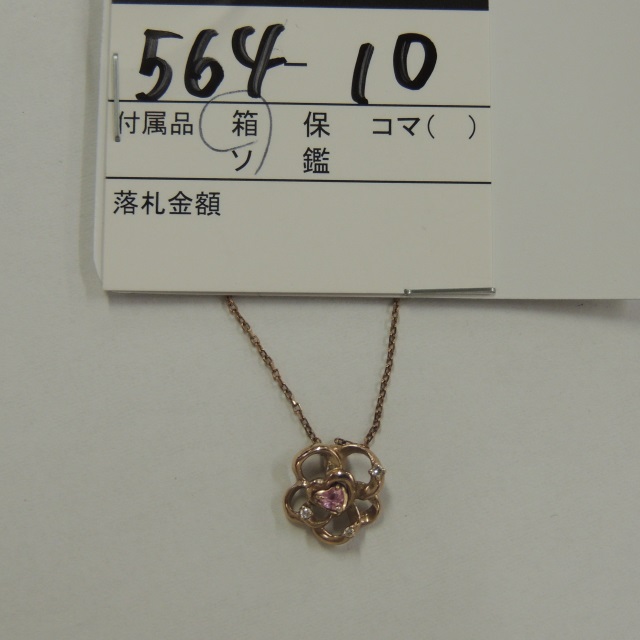 564-10
付属品 箱 保 コマ( )
ソ 鑑
落札金額